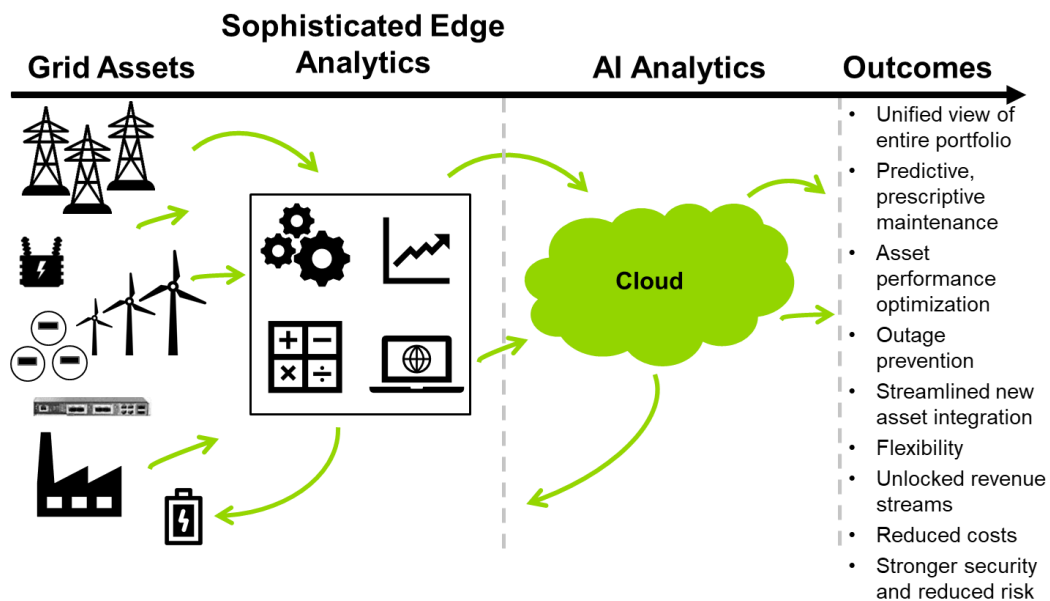 Grid Assets
Sophisticated Edge
Analytics
AI Analytics
Outcomes
+ −
× ÷
Cloud
• Unified view of
entire portfolio
• Predictive,
prescriptive
maintenance
• Asset
performance
optimization
• Outage
prevention
• Streamlined new
asset integration
• Flexibility
• Unlocked revenue
streams
• Reduced costs
• Stronger security
and reduced risk